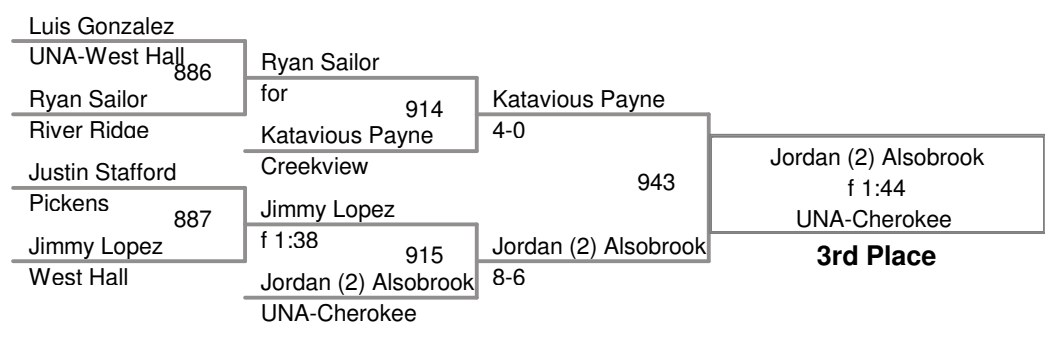 Luis Gonzalez
UNA-West Hall
886
Ryan Sailor
River Ridge
Justin Stafford
Pickens
887
Jimmy Lopez
West Hall
Ryan Sailor
for
914
Katavious Payne
Creekview
Jimmy Lopez
f 1:38
915
Jordan (2) Alsobrook
UNA-Cherokee
Katavious Payne
4-0
943
Jordan (2) Alsobrook
8-6
Jordan (2) Alsobrook
f 1:44
UNA-Cherokee
3rd Place